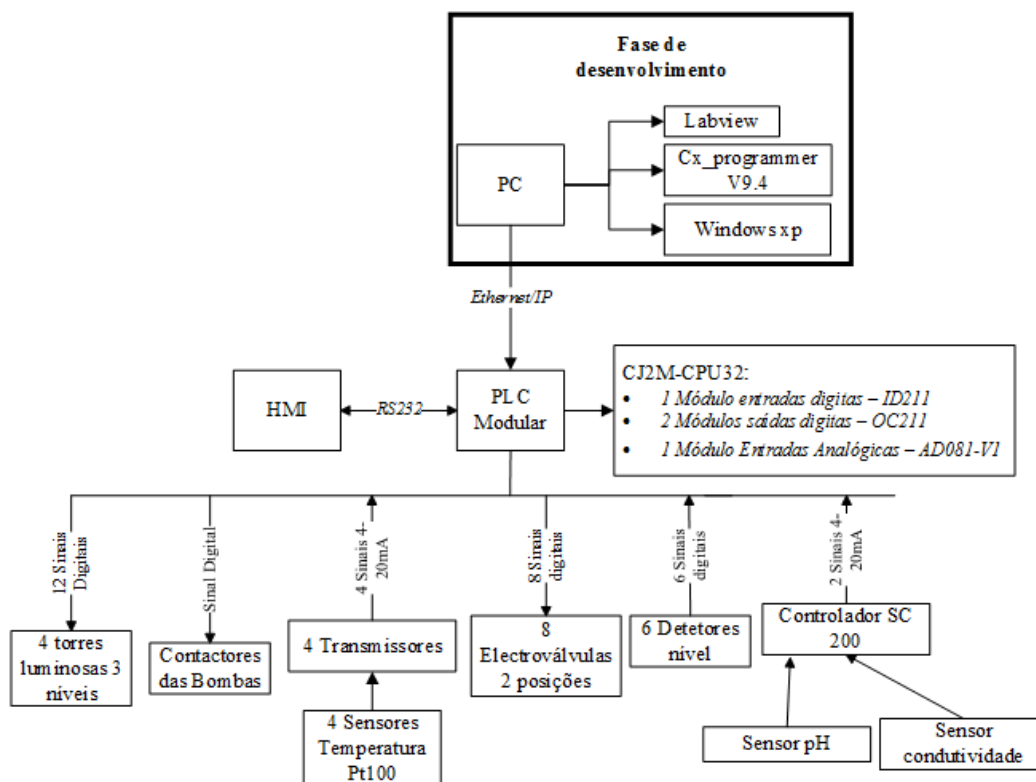 Fase de
desenvolvimento
Labview
PC
Cx_programmer
V9.4
Windows xp
Ethernet/IP
HMI
RS232
PLC
Modular
CJ2M-CPU32:
• 1 Módulo entradas digitas – ID211
• 2 Módulos saídas digitas – OC211
• 1 Módulo Entradas Analógicas – AD081-V1
12 Sinais
Digitais
Sinal Digital
4 Sinais 4-
20mA
8 Sinais
digitais
6 Sinais
digitais
2 Sinais 4-
20mA
4 torres
luminosas 3
níveis
Contactores
das Bombas
4 Transmissores
8
Electroválvulas
2 posições
6 Detetores
nível
Controlador SC
200
4 Sensores
Temperatura
Pt100
Sensor pH
Sensor
condutividade